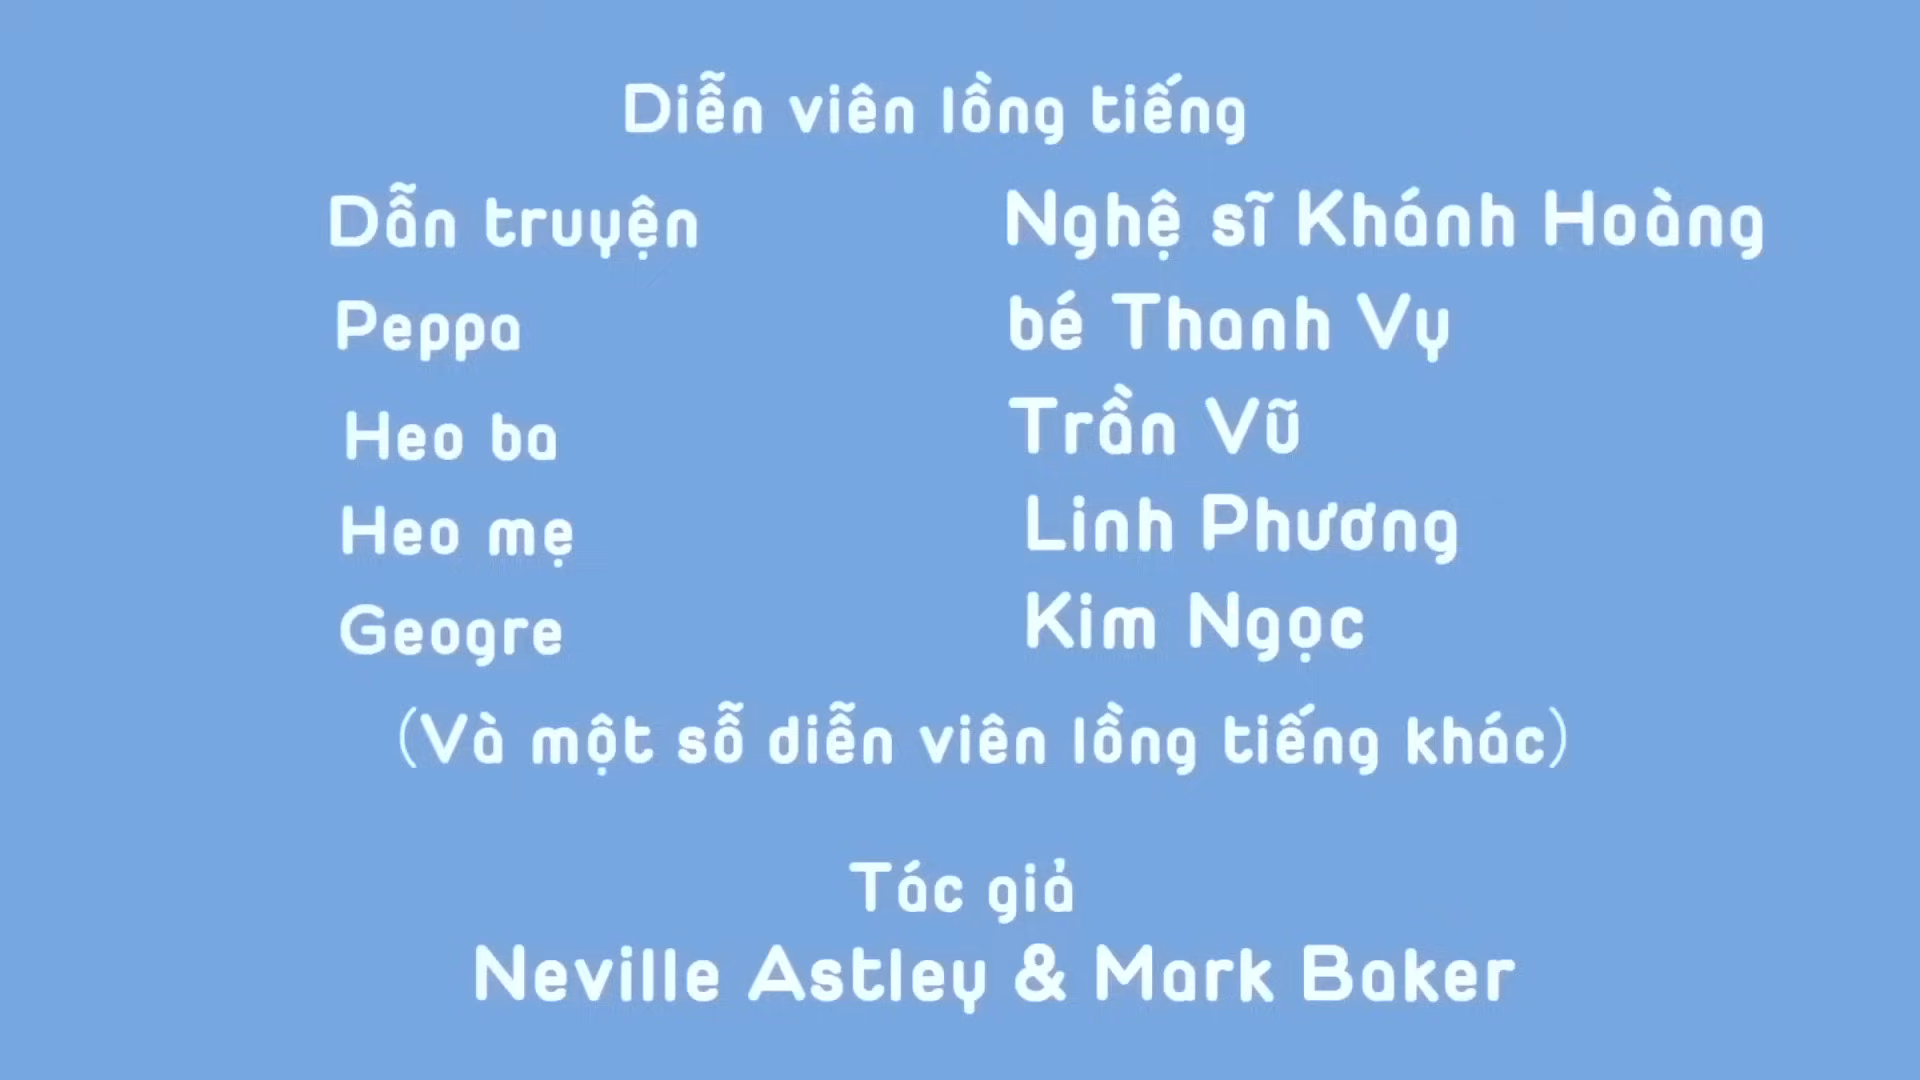 Diễn viên lồng tiếng
Dẫn truyện Nghệ sĩ Khánh Hoàng
Peppa bé Thanh Vy
Heo ba Trần Vũ
Heo mẹ Linh Phương
Geogre Kim Ngọc
(Và một sỗ diễn viên lồng tiếng khác)
Tác giả
Neville Astley & Mark Baker